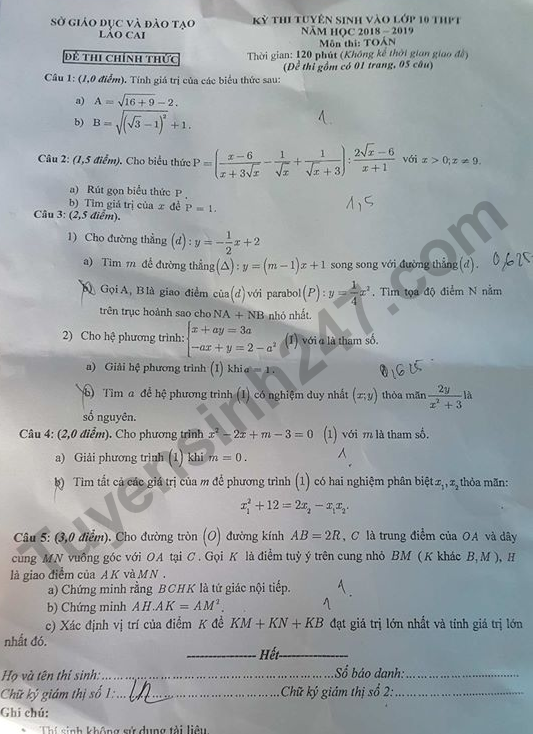 SỞ GIÁO DỤC VÀ ĐÀO TẠO
LÀO CAI
ĐỀ THI CHÍNH THỨC
KỲ THI TUYỂN SINH VÀO LỚP 10 THPT
NĂM HỌC 2018 – 2019
Môn thi: TOÁN
Thời gian: 120 phút (Không kể thời gian giao đề)
(Đề thi gồm có 01 trang, 05 câu)
Câu 1: (1,0 điểm). Tính giá trị của các biểu thức sau:
a) A = √(16 + 9) − 2.
b) B = √((√3 − 1)²) + 1.
1
Câu 2: (1,5 điểm). Cho biểu thức P = ((x − 6)/(x + 3√x) − 1/√x + 1/(√x + 3)) : (2√x − 6)/(x + 1) với x > 0; x ≠ 9.
a) Rút gọn biểu thức P.
b) Tìm giá trị của x để P = 1.
1,5
Câu 3: (2,5 điểm).
1) Cho đường thẳng (d) : y = −1/2 x + 2
a) Tìm m để đường thẳng (Δ) : y = (m − 1)x + 1 song song với đường thẳng (d).
0,625
b) Gọi A, B là giao điểm của (d) với parabol (P) : y = 1/4 x². Tìm tọa độ điểm N nằm
trên trục hoành sao cho NA + NB nhỏ nhất.
2) Cho hệ phương trình: { x + ay = 3a
−ax + y = 2 − a² (I) với a là tham số.
a) Giải hệ phương trình (I) khi a = 1.
0,625
b) Tìm a để hệ phương trình (I) có nghiệm duy nhất (x; y) thỏa mãn 2y/(x² + 3) là
số nguyên.
Câu 4: (2,0 điểm). Cho phương trình x² − 2x + m − 3 = 0 (1) với m là tham số.
a) Giải phương trình (1) khi m = 0.
1
b) Tìm tất cả các giá trị của m để phương trình (1) có hai nghiệm phân biệt x₁, x₂ thỏa mãn:
x₁² + 12 = 2x₂ − x₁x₂.
Câu 5: (3,0 điểm). Cho đường tròn (O) đường kính AB = 2R, C là trung điểm của OA và dây
cung MN vuông góc với OA tại C. Gọi K là điểm tuỳ ý trên cung nhỏ BM (K khác B, M), H
là giao điểm của AK và MN.
a) Chứng minh rằng BCHK là tứ giác nội tiếp.
1
b) Chứng minh AH.AK = AM².
1
c) Xác định vị trí của điểm K để KM + KN + KB đạt giá trị lớn nhất và tính giá trị lớn
nhất đó.
----------------- Hết-----------------
Họ và tên thí sinh:.......................................................Số báo danh:.............................
Chữ ký giám thị số 1:.......................................Chữ ký giám thị số 2:.............................
Ghi chú:
- Thí sinh không sử dụng tài liệu.
Tuyensinh247.com